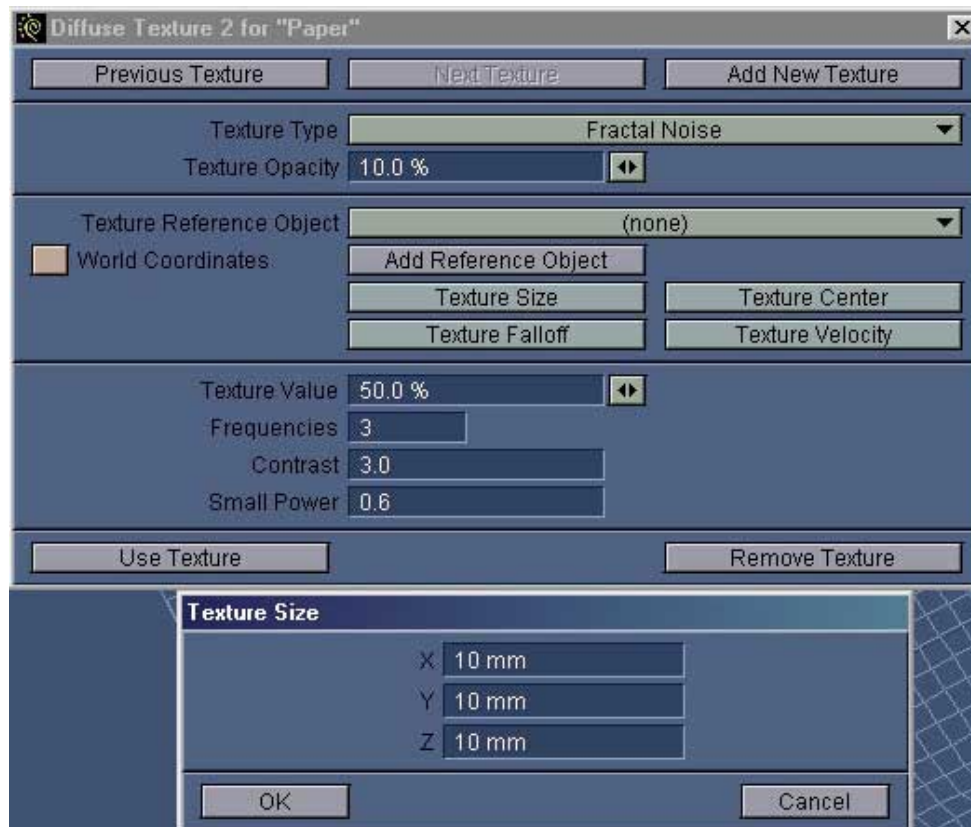 Diffuse Texture 2 for "Paper"
Previous Texture Next Texture Add New Texture
Texture Type Fractal Noise
Texture Opacity 10.0 %
Texture Reference Object (none)
World Coordinates Add Reference Object
Texture Size Texture Center
Texture Falloff Texture Velocity
Texture Value 50.0 %
Frequencies 3
Contrast 3.0
Small Power 0.6
Use Texture Remove Texture
Texture Size
X 10 mm
Y 10 mm
Z 10 mm
OK Cancel